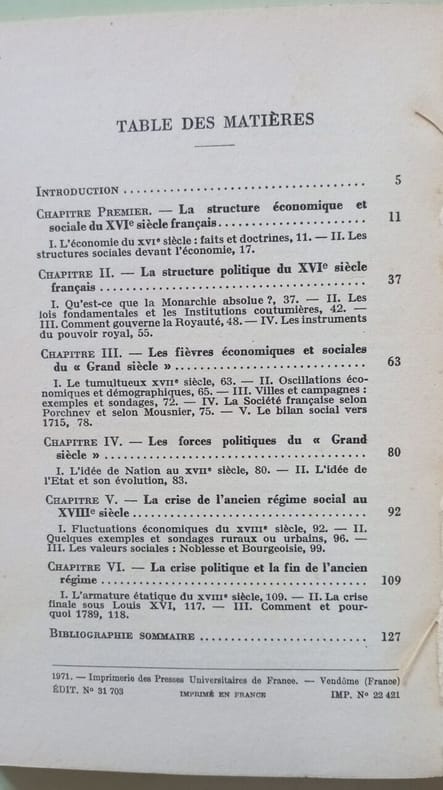 TABLE DES MATIÈRES
INTRODUCTION .................................... 5
CHAPITRE PREMIER. — La structure économique et
sociale du XVIe siècle français...................... 11
I. L'économie du XVIe siècle : faits et doctrines, 11. — II. Les
structures sociales devant l'économie, 17.
CHAPITRE II. — La structure politique du XVIe siècle
français ........................................ 37
I. Qu'est-ce que la Monarchie absolue ?, 37. — II. Les
lois fondamentales et les Institutions coutumières, 42. —
III. Comment gouverne la Royauté, 48. — IV. Les instruments
du pouvoir royal, 55.
CHAPITRE III. — Les fièvres économiques et sociales
du « Grand siècle » ............................. 63
I. Le tumultueux XVIIe siècle, 63. — II. Oscillations éco-
nomiques et démographiques, 65. — III. Villes et campagnes :
exemples et sondages, 72. — IV. La Société française selon
Porchnev et selon Mousnier, 75. — V. Le bilan social vers
1715, 78.
CHAPITRE IV. — Les forces politiques du « Grand
siècle » ....................................... 80
I. L'idée de Nation au XVIIe siècle, 80. — II. L'idée de
l'Etat et son évolution, 83.
CHAPITRE V. — La crise de l'ancien régime social au
XVIIIe siècle ................................... 92
I. Fluctuations économiques du XVIIIe siècle, 92. — II.
Quelques exemples et sondages ruraux ou urbains, 96. —
III. Les valeurs sociales : Noblesse et Bourgeoisie, 99.
CHAPITRE VI. — La crise politique et la fin de l'ancien
régime ........................................ 109
I. L'armature étatique du XVIIIe siècle, 109. — II. La crise
finale sous Louis XVI, 117. — III. Comment et pour-
quoi 1789, 118.
BIBLIOGRAPHIE SOMMAIRE ......................... 127
1971. — Imprimerie des Presses Universitaires de France. — Vendôme (France)
ÉDIT. No 31 703 IMPRIMÉ EN FRANCE IMP. No 22 421